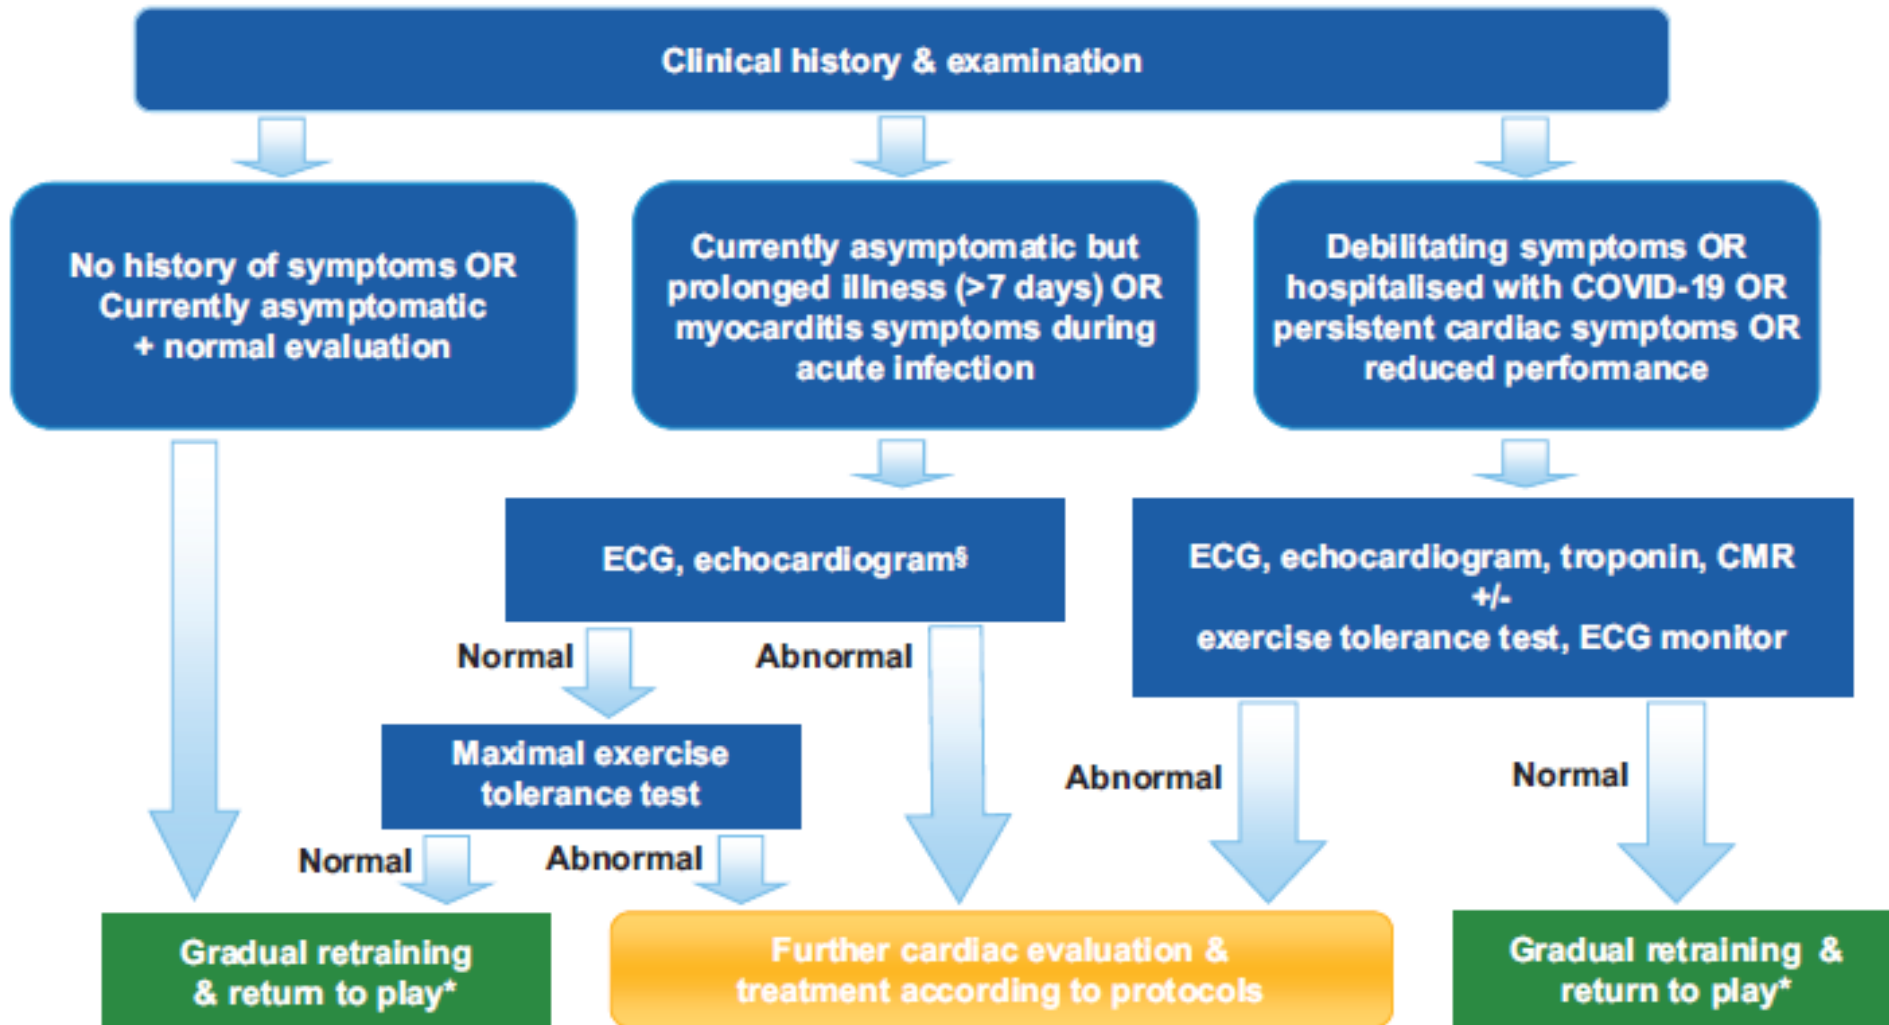 Clinical history & examination
No history of symptoms OR
Currently asymptomatic
+ normal evaluation
Currently asymptomatic but
prolonged illness (>7 days) OR
myocarditis symptoms during
acute infection
Debilitating symptoms OR
hospitalised with COVID-19 OR
persistent cardiac symptoms OR
reduced performance
ECG, echocardiogram§
ECG, echocardiogram, troponin, CMR
+/-
exercise tolerance test, ECG monitor
Normal
Abnormal
Maximal exercise
tolerance test
Abnormal
Normal
Normal
Abnormal
Gradual retraining
& return to play*
Further cardiac evaluation &
treatment according to protocols
Gradual retraining &
return to play*